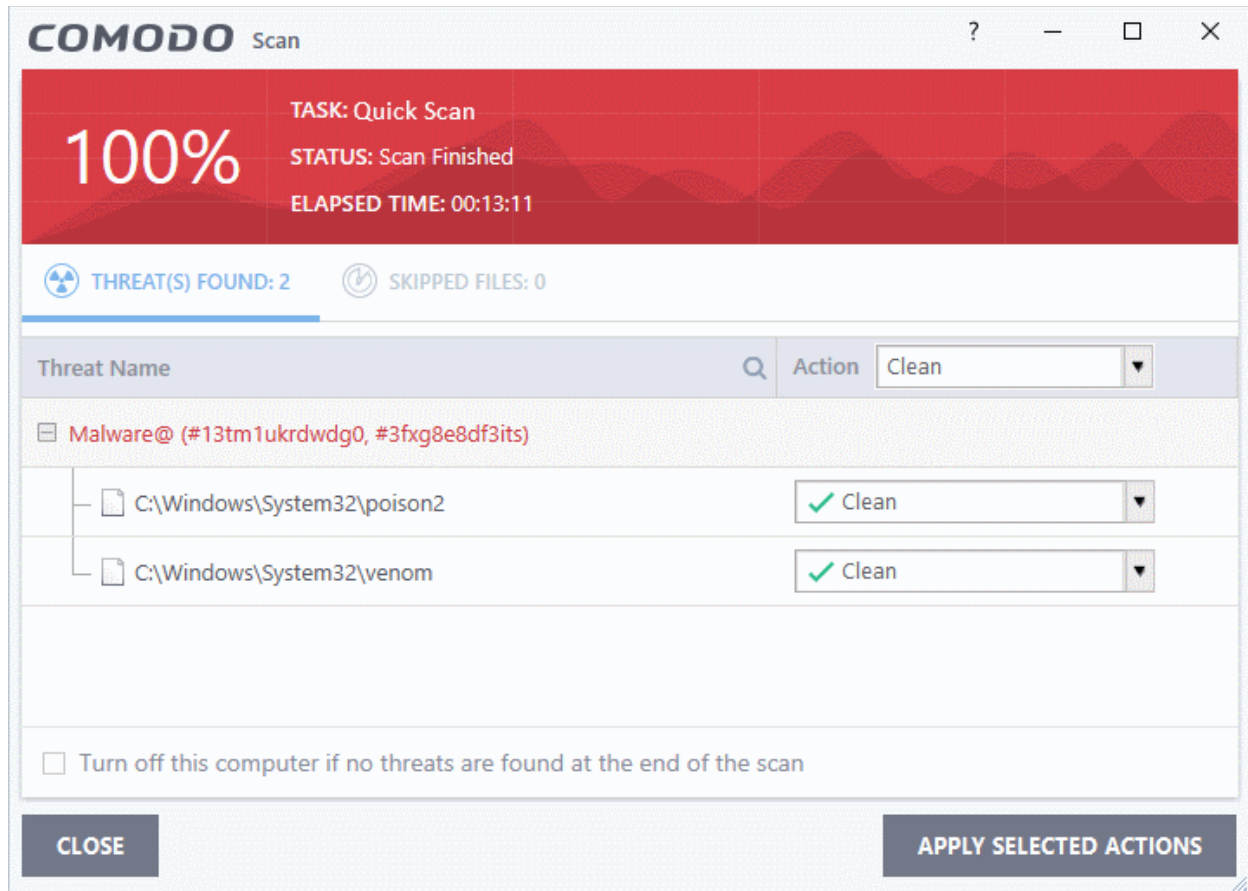 COMODO Scan
?
100%
TASK: Quick Scan
STATUS: Scan Finished
ELAPSED TIME: 00:13:11
THREAT(S) FOUND: 2 SKIPPED FILES: 0
Threat Name Action Clean
Malware@ (#13tm1ukrdwdg0, #3fxg8e8df3its)
C:\Windows\System32\poison2 Clean
C:\Windows\System32\venom Clean
Turn off this computer if no threats are found at the end of the scan
CLOSE APPLY SELECTED ACTIONS